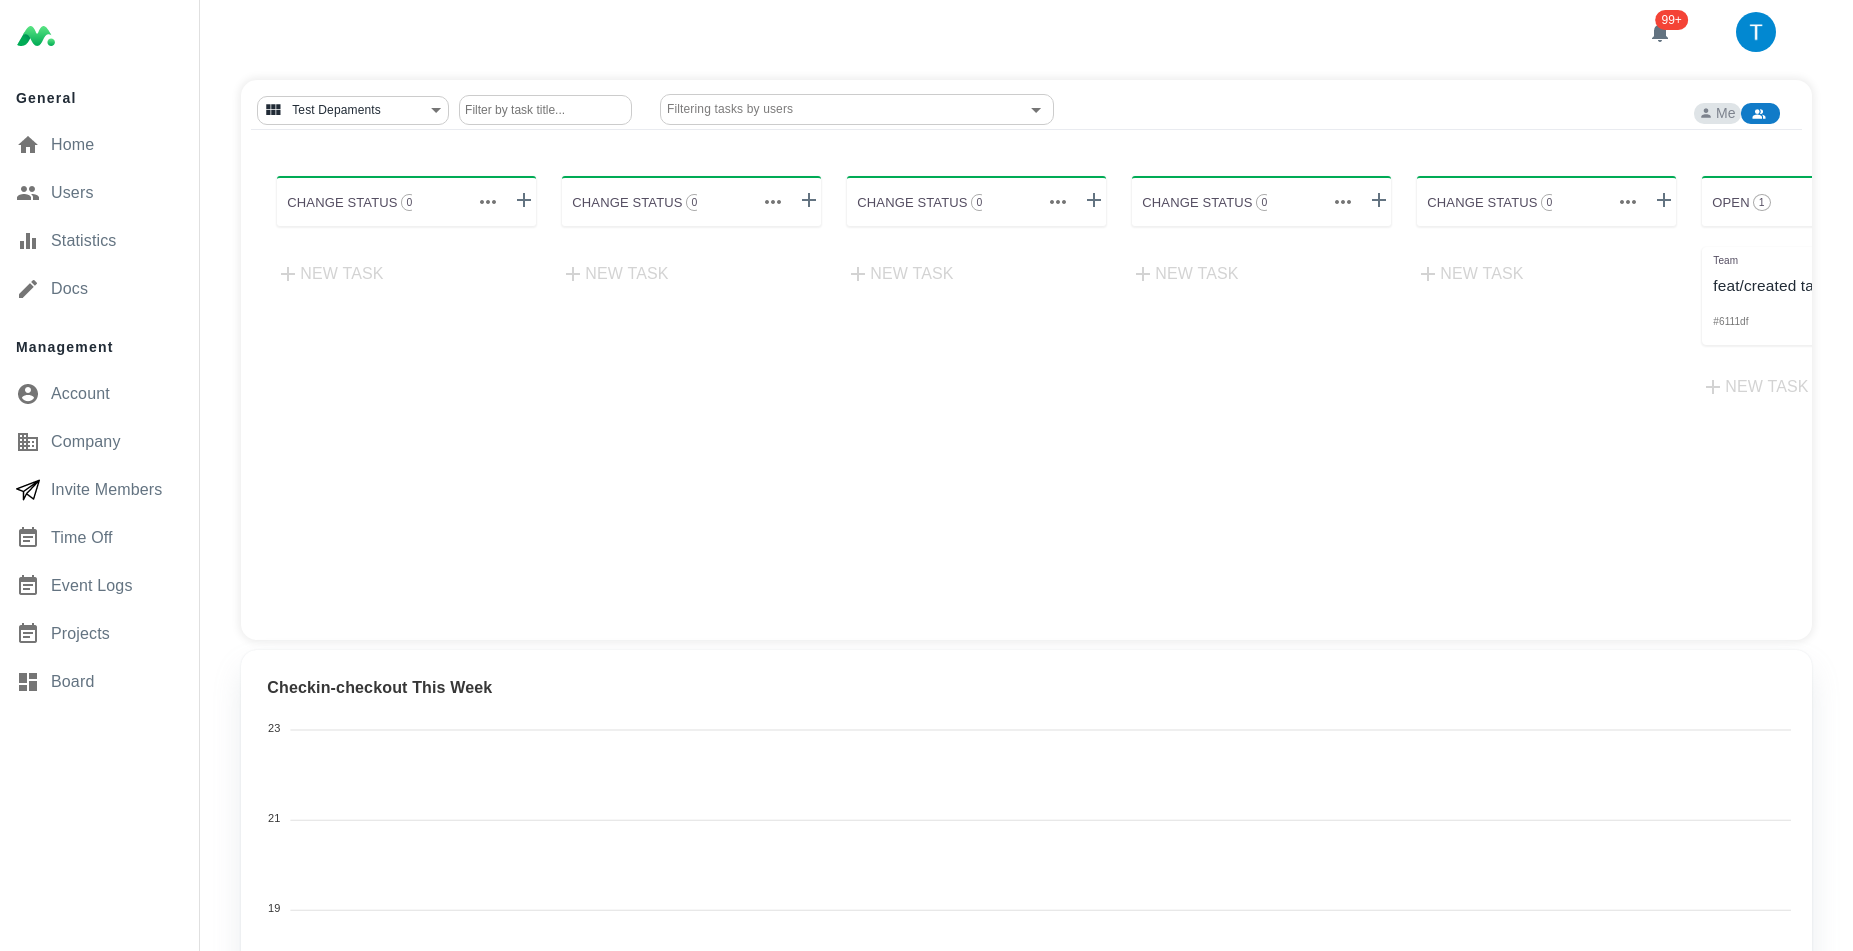 99+
T
General
Home
Users
Statistics
Docs
Management
Account
Company
Invite Members
Time Off
Event Logs
Projects
Board
Test Depaments
Filter by task title...
Filtering tasks by users
Me
CHANGE STATUS 0
NEW TASK
CHANGE STATUS 0
NEW TASK
CHANGE STATUS 0
NEW TASK
CHANGE STATUS 0
NEW TASK
CHANGE STATUS 0
NEW TASK
OPEN 1
Team
feat/created ta
#6111df
NEW TASK
Checkin-checkout This Week
23
21
19